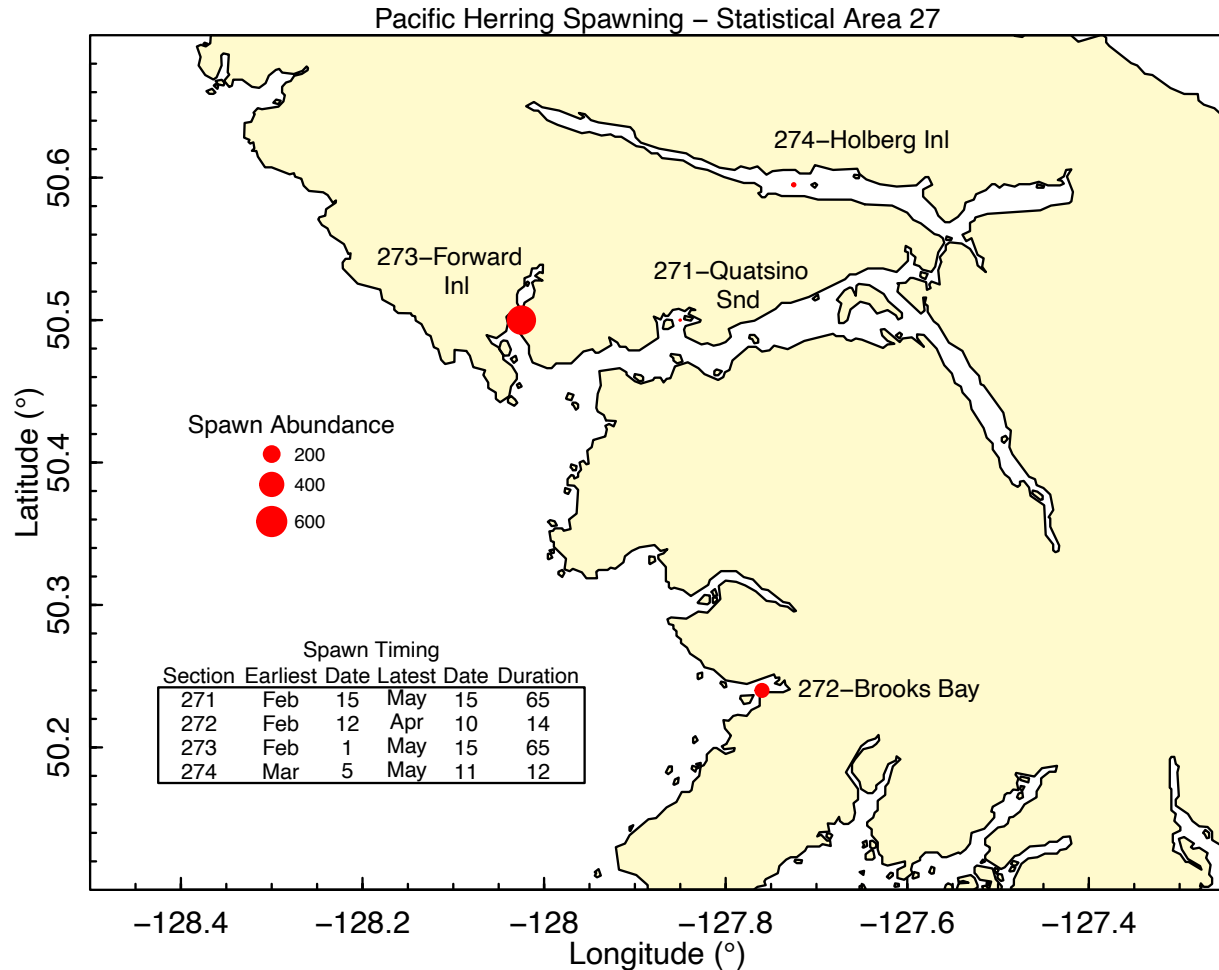 Pacific Herring Spawning − Statistical Area 27
274−Holberg Inl
273−Forward
Inl
271−Quatsino
Snd
Spawn Abundance
200
400
600
272−Brooks Bay
Spawn Timing
Section Earliest Date Latest Date Duration
271 Feb 15 May 15 65
272 Feb 12 Apr 10 14
273 Feb 1 May 15 65
274 Mar 5 May 11 12
Latitude (°)
50.6
50.5
50.4
50.3
50.2
−128.4 −128.2 −128 −127.8 −127.6 −127.4
Longitude (°)